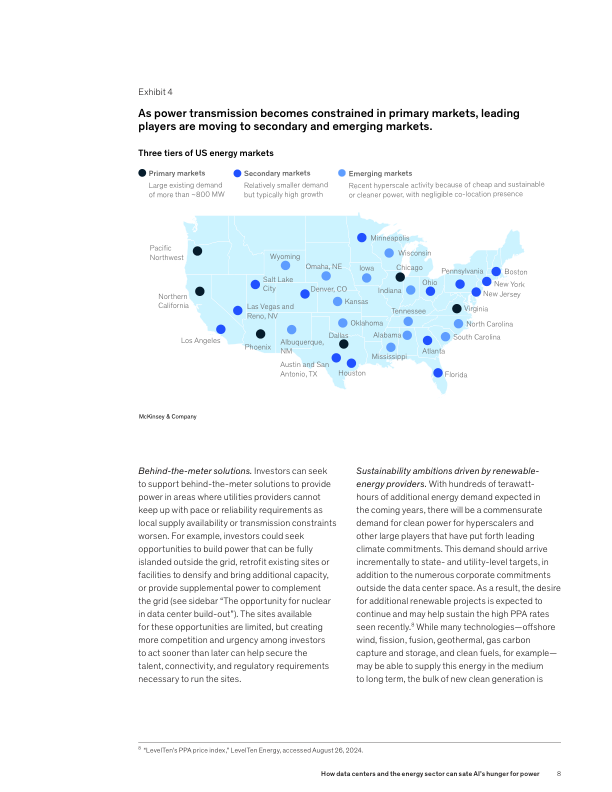 Exhibit 4
As power transmission becomes constrained in primary markets, leading
players are moving to secondary and emerging markets.
Three tiers of US energy markets
Primary markets
Large existing demand
of more than ~800 MW
Secondary markets
Relatively smaller demand
but typically high growth
Emerging markets
Recent hyperscale activity because of cheap and sustainable
or cleaner power, with negligible co-location presence
Pacific
Northwest
Northern
California
Los Angeles
Las Vegas and
Reno, NV
Salt Lake
City
Wyoming
Phoenix
Albuquerque,
NM
Denver, CO
Omaha, NE
Kansas
Oklahoma
Dallas
Austin and San
Antonio, TX
Houston
Minneapolis
Wisconsin
Iowa
Chicago
Indiana
Ohio
Tennessee
Alabama
Mississippi
Atlanta
Florida
Pennsylvania
Boston
New York
New Jersey
Virginia
North Carolina
South Carolina
McKinsey & Company
Behind-the-meter solutions. Investors can seek
to support behind-the-meter solutions to provide
power in areas where utilities providers cannot
keep up with pace or reliability requirements as
local supply availability or transmission constraints
worsen. For example, investors could seek
opportunities to build power that can be fully
islanded outside the grid, retrofit existing sites or
facilities to densify and bring additional capacity,
or provide supplemental power to complement
the grid (see sidebar “The opportunity for nuclear
in data center build-out”). The sites available
for these opportunities are limited, but creating
more competition and urgency among investors
to act sooner than later can help secure the
talent, connectivity, and regulatory requirements
necessary to run the sites.
Sustainability ambitions driven by renewable-
energy providers. With hundreds of terawatt-
hours of additional energy demand expected in
the coming years, there will be a commensurate
demand for clean power for hyperscalers and
other large players that have put forth leading
climate commitments. This demand should arrive
incrementally to state- and utility-level targets, in
addition to the numerous corporate commitments
outside the data center space. As a result, the desire
for additional renewable projects is expected to
continue and may help sustain the high PPA rates
seen recently.⁸ While many technologies—offshore
wind, fission, fusion, geothermal, gas carbon
capture and storage, and clean fuels, for example—
may be able to supply this energy in the medium
to long term, the bulk of new clean generation is
⁸ “LevelTen’s PPA price index,” LevelTen Energy, accessed August 26, 2024.
How data centers and the energy sector can sate AI’s hunger for power 8